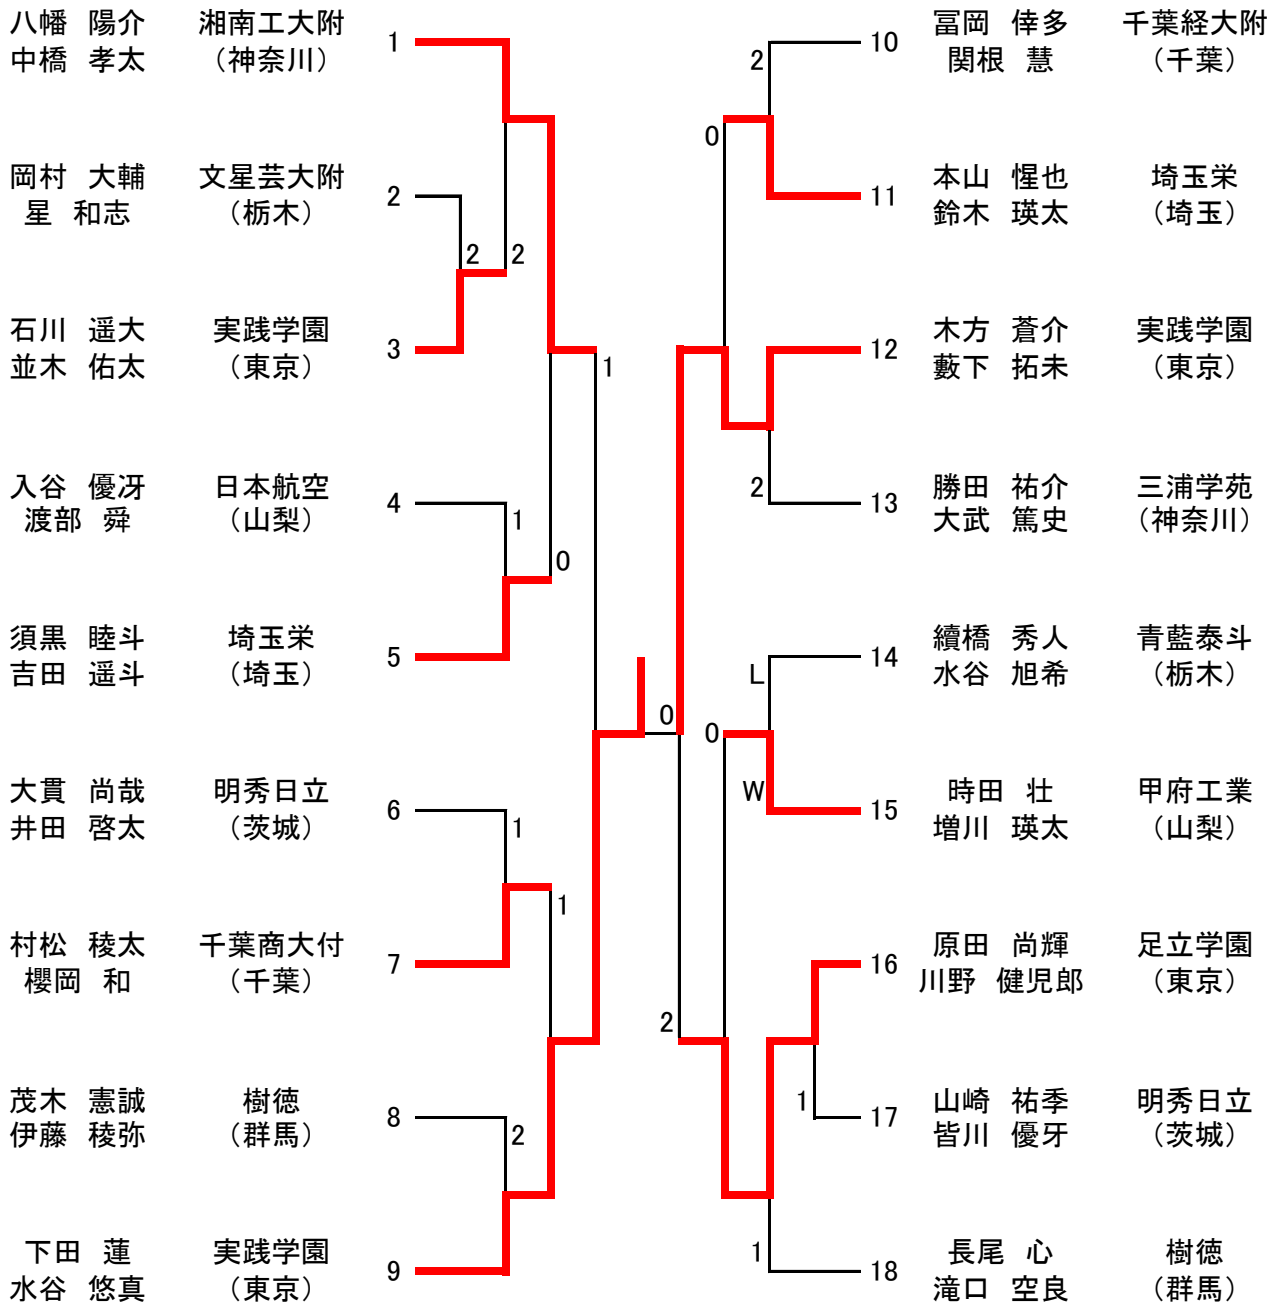 八幡 陽介 湘南工大附 1
中橋 孝太 （神奈川）
岡村 大輔 文星芸大附 2
星 和志 （栃木）
2 2
石川 遥大 実践学園 3
並木 佑太 （東京）
1
入谷 優冴 日本航空 4
渡部 舜 （山梨）
1
0
須黒 睦斗 埼玉栄 5
吉田 遥斗 （埼玉）
大貫 尚哉 明秀日立 6
井田 啓太 （茨城）
1
1
村松 稜太 千葉商大付 7
櫻岡 和 （千葉）
茂木 憲誠 樹徳 8
伊藤 稜弥 （群馬）
2
下田 蓮 実践学園 9
水谷 悠真 （東京）
0
2
10 冨岡 倖多 千葉経大附
関根 慧 （千葉）
2
0
11 本山 惺也 埼玉栄
鈴木 瑛太 （埼玉）
12 木方 蒼介 実践学園
藪下 拓未 （東京）
2
13 勝田 祐介 三浦学苑
大武 篤史 （神奈川）
14 續橋 秀人 青藍泰斗
水谷 旭希 （栃木）
L
0
W
15 時田 壮 甲府工業
増川 瑛太 （山梨）
16 原田 尚輝 足立学園
川野 健児郎 （東京）
1
17 山崎 祐季 明秀日立
皆川 優牙 （茨城）
1
18 長尾 心 樹徳
滝口 空良 （群馬）